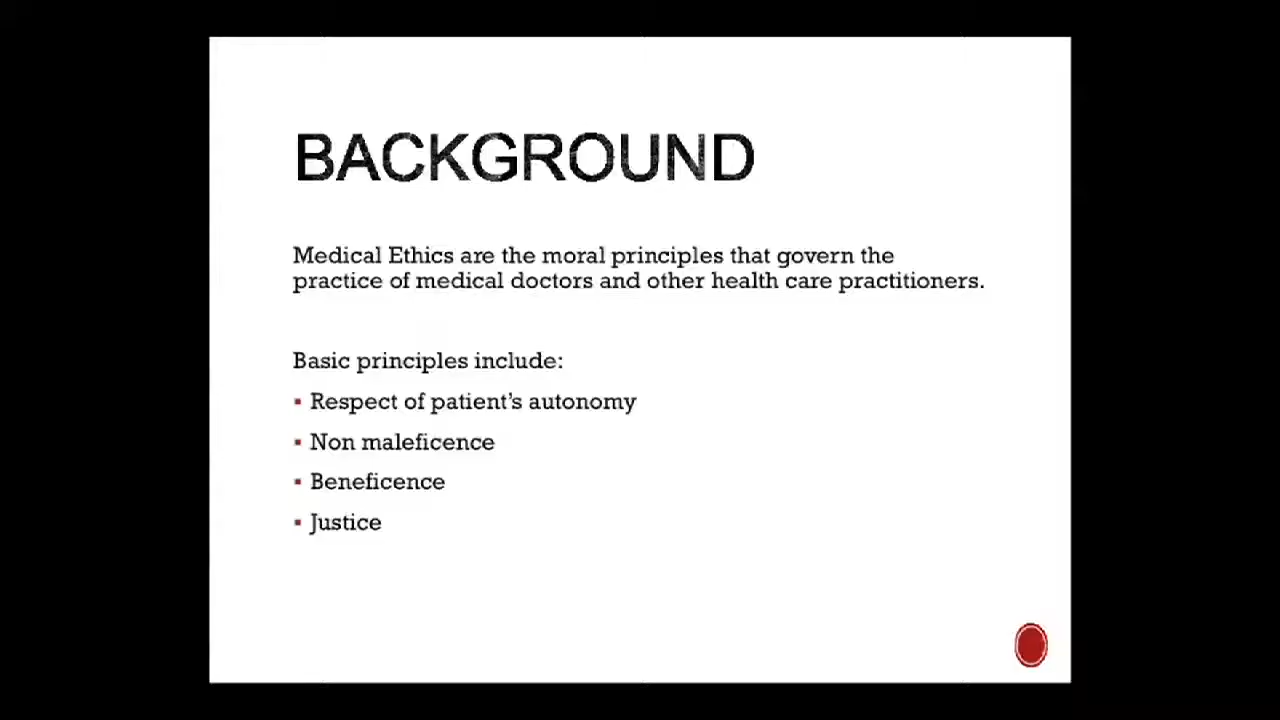 BACKGROUND
Medical Ethics are the moral principles that govern the
practice of medical doctors and other health care practitioners.
Basic principles include:
▪ Respect of patient’s autonomy
▪ Non maleficence
▪ Beneficence
▪ Justice